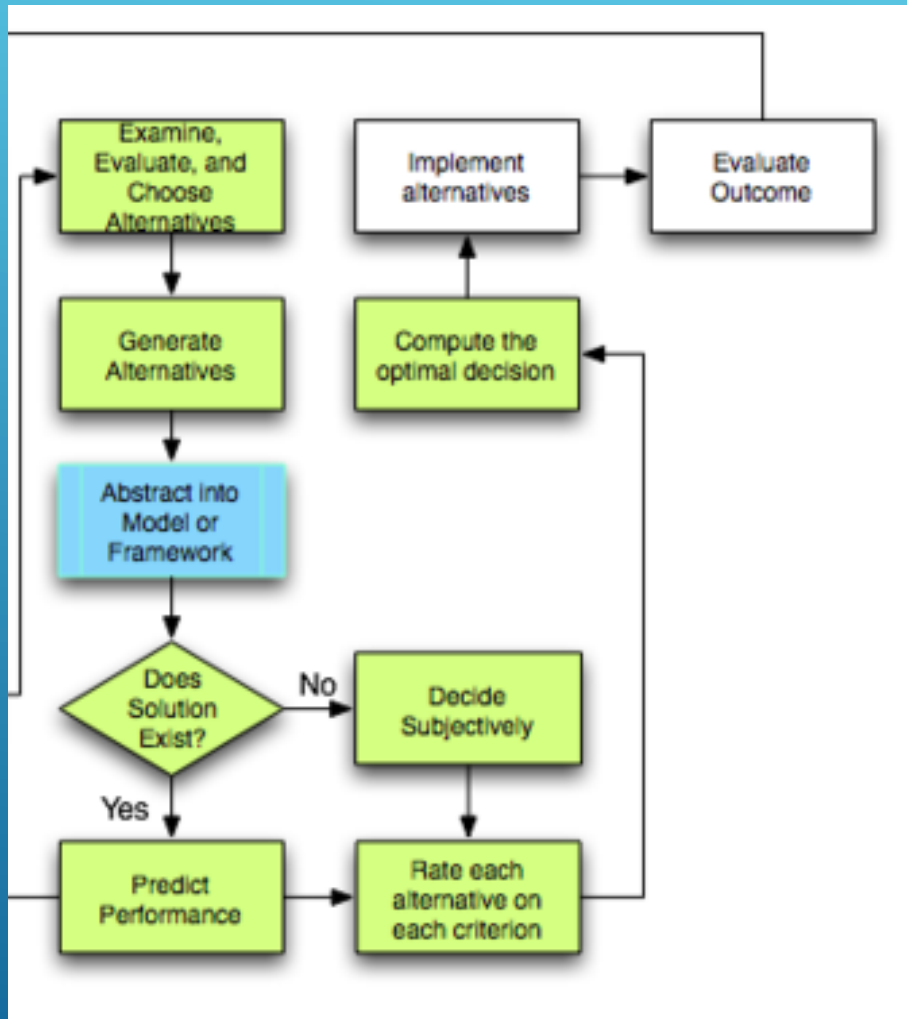 Examine,
Evaluate, and
Choose
Alternatives
Implement
alternatives
Evaluate
Outcome
Generate
Alternatives
Compute the
optimal decision
Abstract into
Model or
Framework
Does
Solution
Exist?
No
Decide
Subjectively
Yes
Predict
Performance
Rate each
alternative on
each criterion